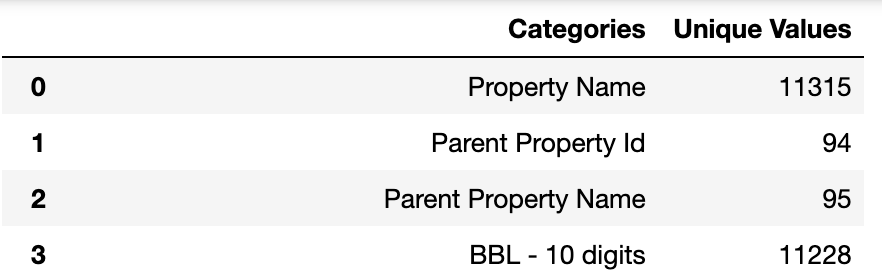 Categories Unique Values
0 Property Name 11315
1 Parent Property Id 94
2 Parent Property Name 95
3 BBL - 10 digits 11228